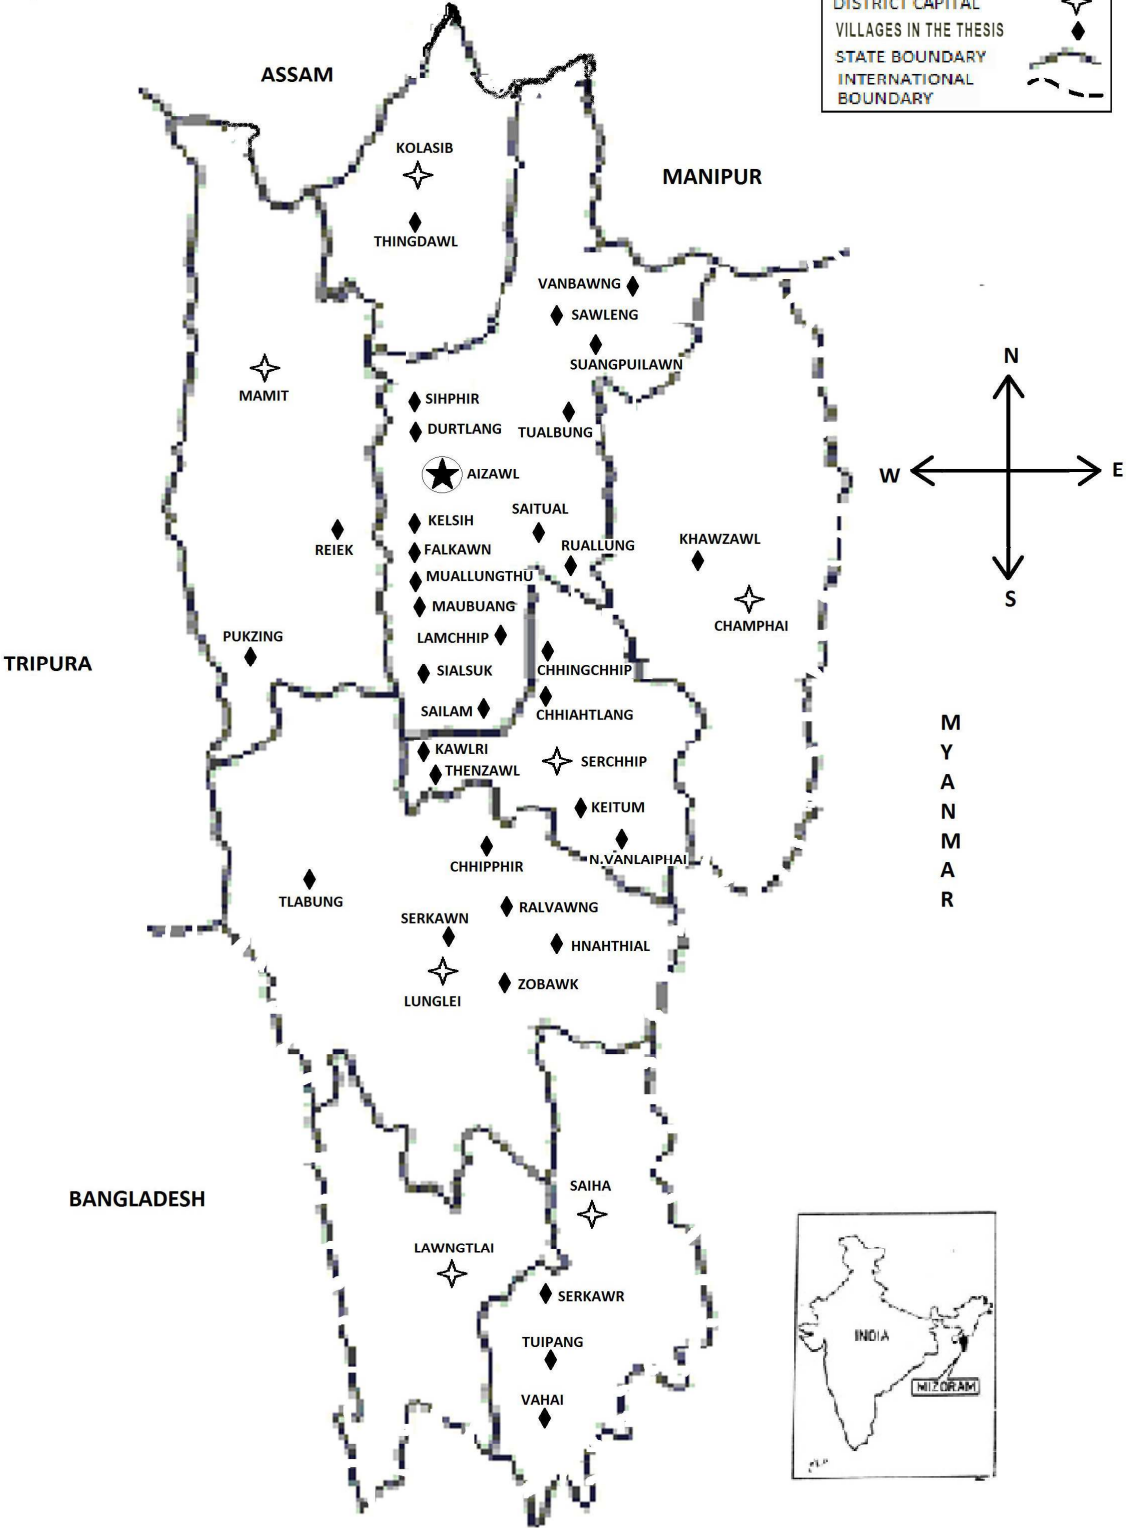 DISTRICT CAPITAL
VILLAGES IN THE THESIS
STATE BOUNDARY
INTERNATIONAL
BOUNDARY
ASSAM
KOLASIB
MANIPUR
THINGDAWL
VANBAWNG
SAWLENG
SUANGPUILAWN
N
MAMIT
SIHPHIR
DURTLANG
TUALBUNG
AIZAWL
W
E
SAITUAL
KELSIH
RUALLUNG
KHAWZAWL
REIEK
FALKAWN
MUALLUNGTHU
S
MAUBUANG
CHAMPHAI
PUKZING
LAMCHHIP
TRIPURA
SIALSUK
CHHINGCHHIP
SAILAM
CHHIAHTLANG
M
Y
A
N
M
A
R
KAWLRI
THENZAWL
SERCHHIP
KEITUM
N.VANLAIPHAI
CHHIPPHIR
TLABUNG
RALVAWNG
SERKAWN
HNAHTHIAL
ZOBAWK
LUNGLEI
SAIHA
BANGLADESH
LAWNGTLAI
SERKAWR
TUIPANG
VAHAI
INDIA
MIZORAM